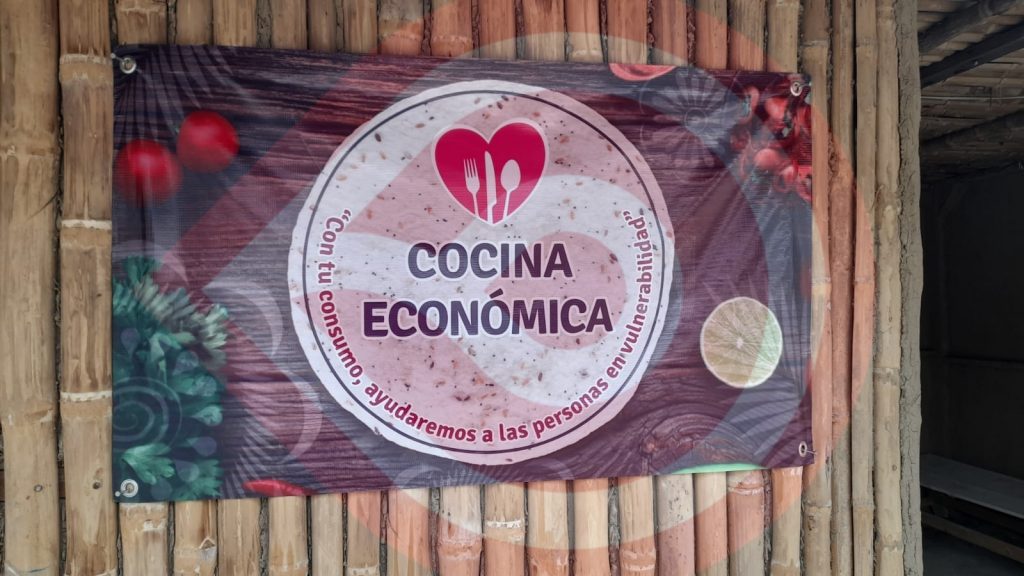 COCINA
ECONÓMICA
“Con tu consumo, ayudaremos a las personas en vulnerabilidad”.